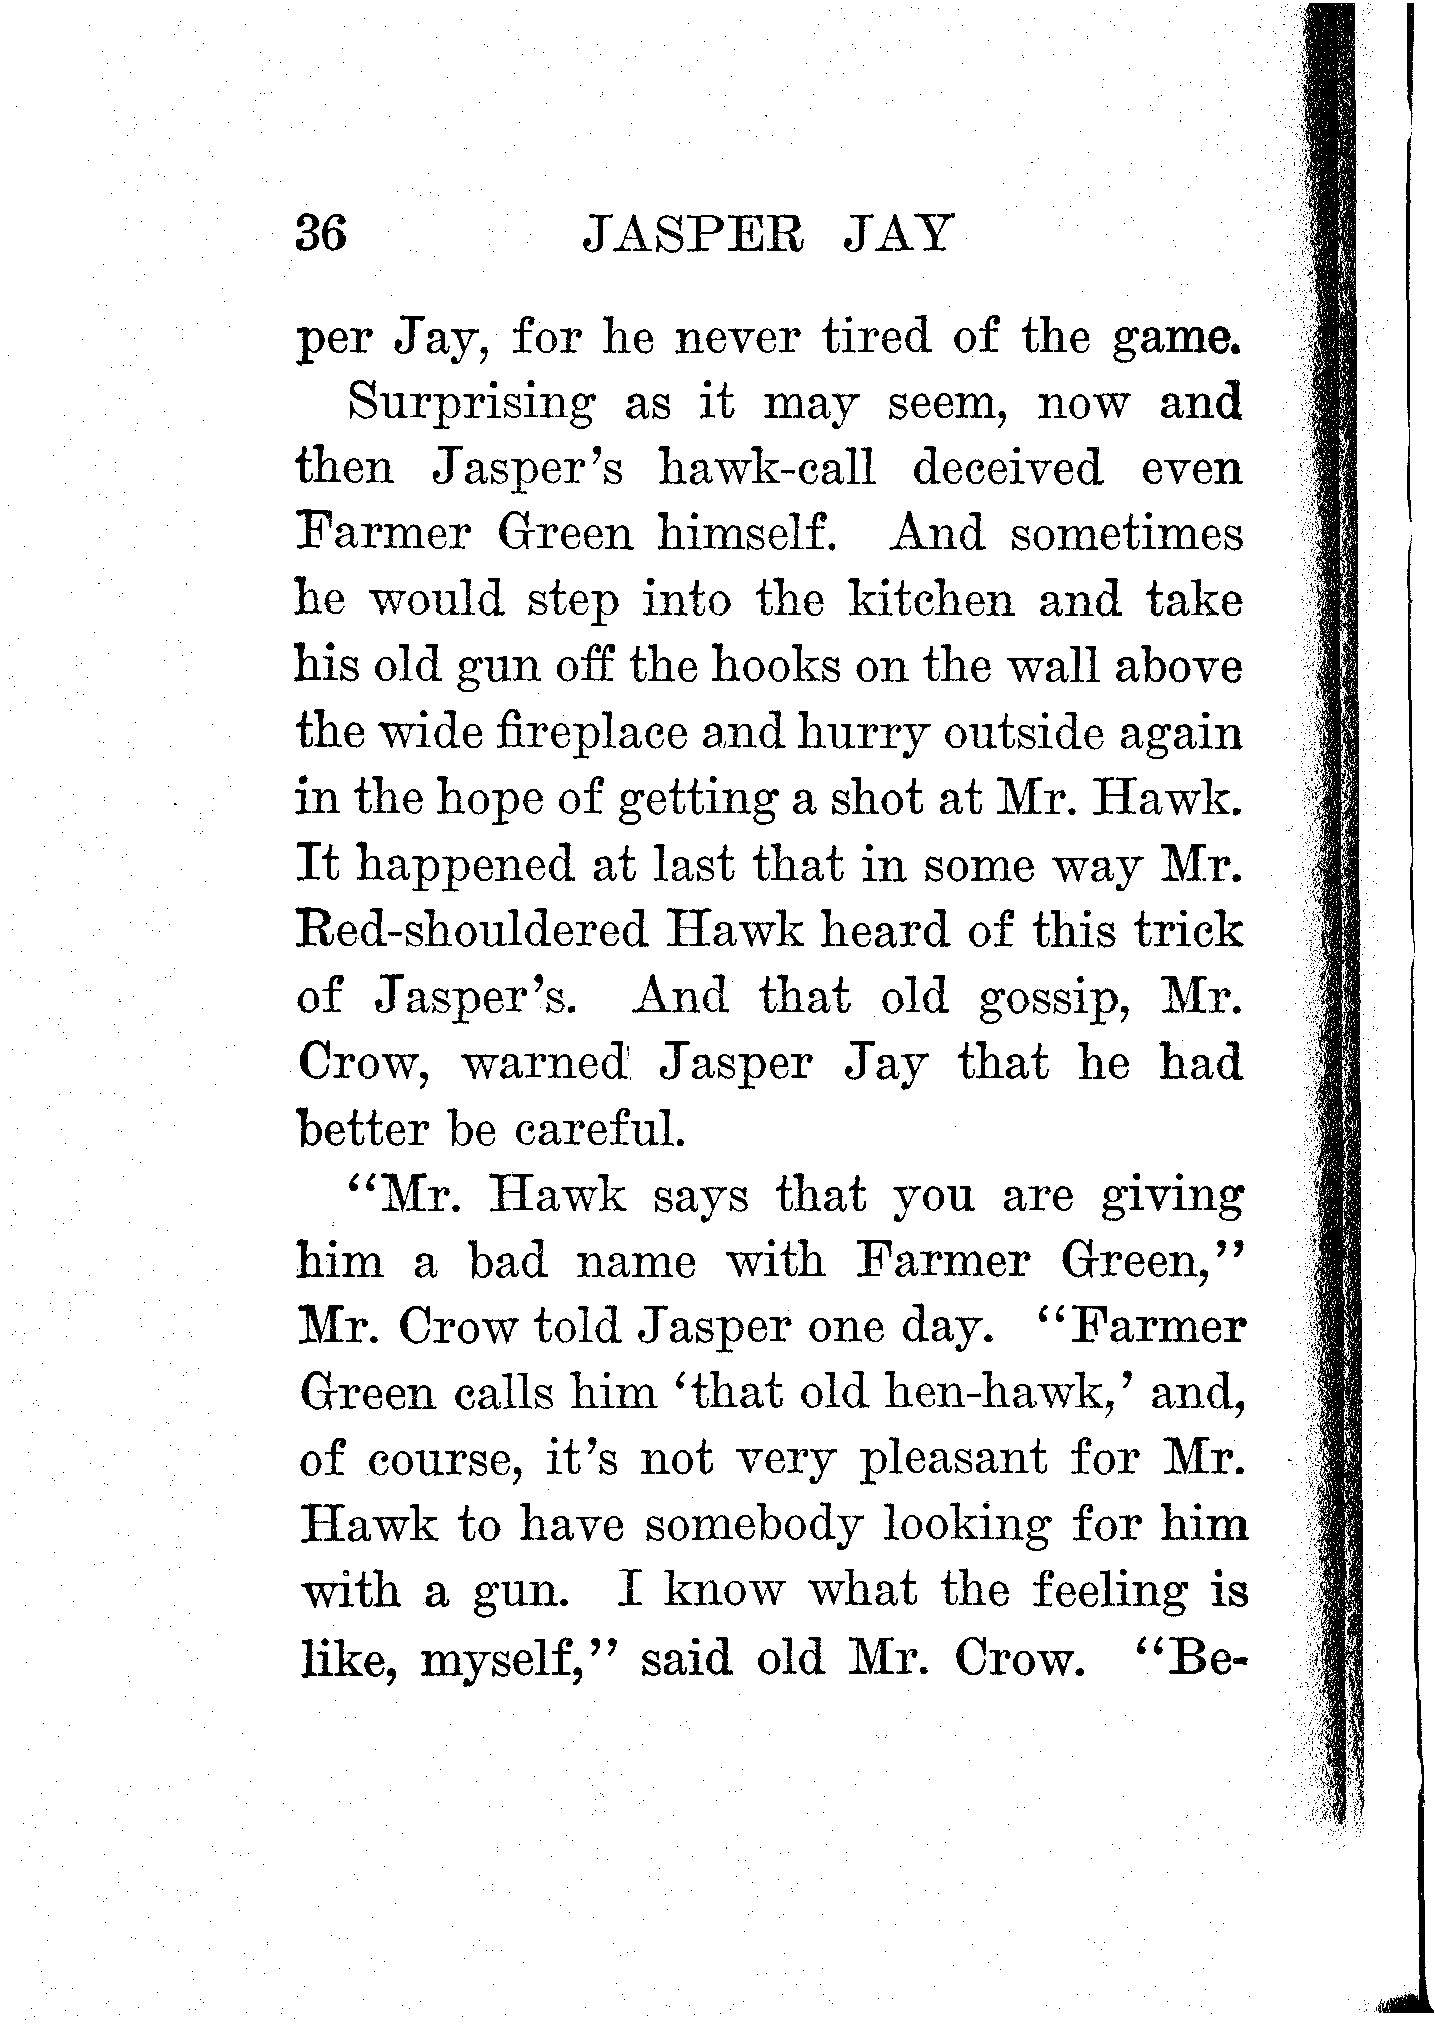 36 JASPER JAY
per Jay, for he never tired of the game.
Surprising as it may seem, now and
then Jasper's hawk-call deceived even
Farmer Green himself. And sometimes
he would step into the kitchen and take
his old gun off the hooks on the wall above
the wide fireplace and hurry outside again
in the hope of getting a shot at Mr. Hawk.
It happened at last that in some way Mr.
Red-shouldered Hawk heard of this trick
of Jasper's. And that old gossip, Mr.
Crow, warned Jasper Jay that he had
better be careful.
"Mr. Hawk says that you are giving
him a bad name with Farmer Green,"
Mr. Crow told Jasper one day. "Farmer
Green calls him 'that old hen-hawk,' and,
of course, it's not very pleasant for Mr.
Hawk to have somebody looking for him
with a gun. I know what the feeling is
like, myself," said old Mr. Crow. "Be-